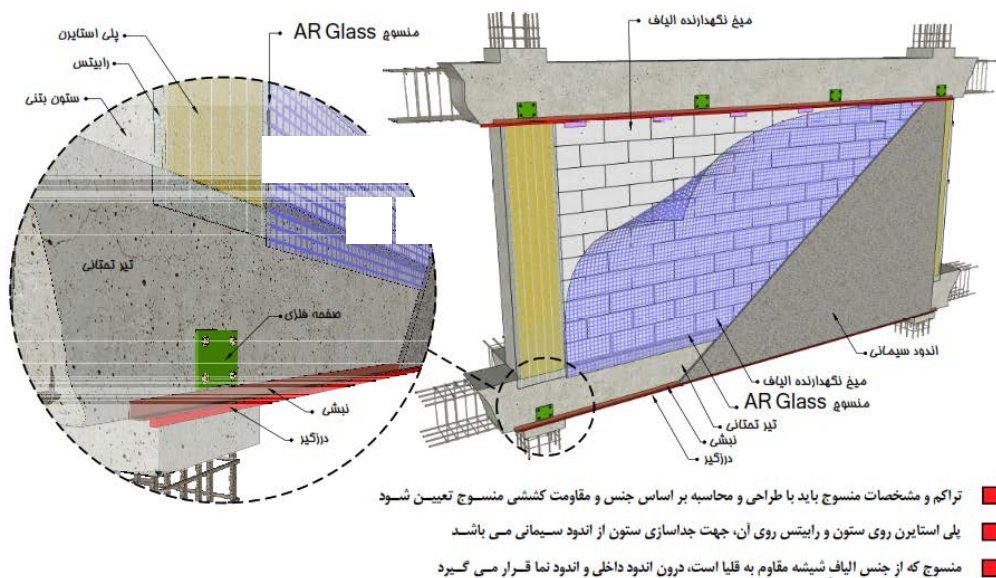 پلی استایرن
منسوج AR Glass
رابیتس
ستون بتنی
تیر تحتانی
صفحه فلزی
نبشی
درزگیر
میخ نگهدارنده الیاف
اندود سیمانی
میخ نگهدارنده الیاف
منسوج AR Glass
تیر تحتانی
نبشی
درزگیر
تراکم و مشخصات منسوج باید با طراحی و محاسبه بر اساس جنس و مقاومت کششی منسوج تعیین شود
پلی استایرن روی ستون و رابیتس روی آن، جهت جداسازی ستون از اندود سیمانی می باشد
منسوج که از جنس الیاف شیشه مقاوم به قلیا است، درون اندود داخلی و اندود نما قرار می گیرد